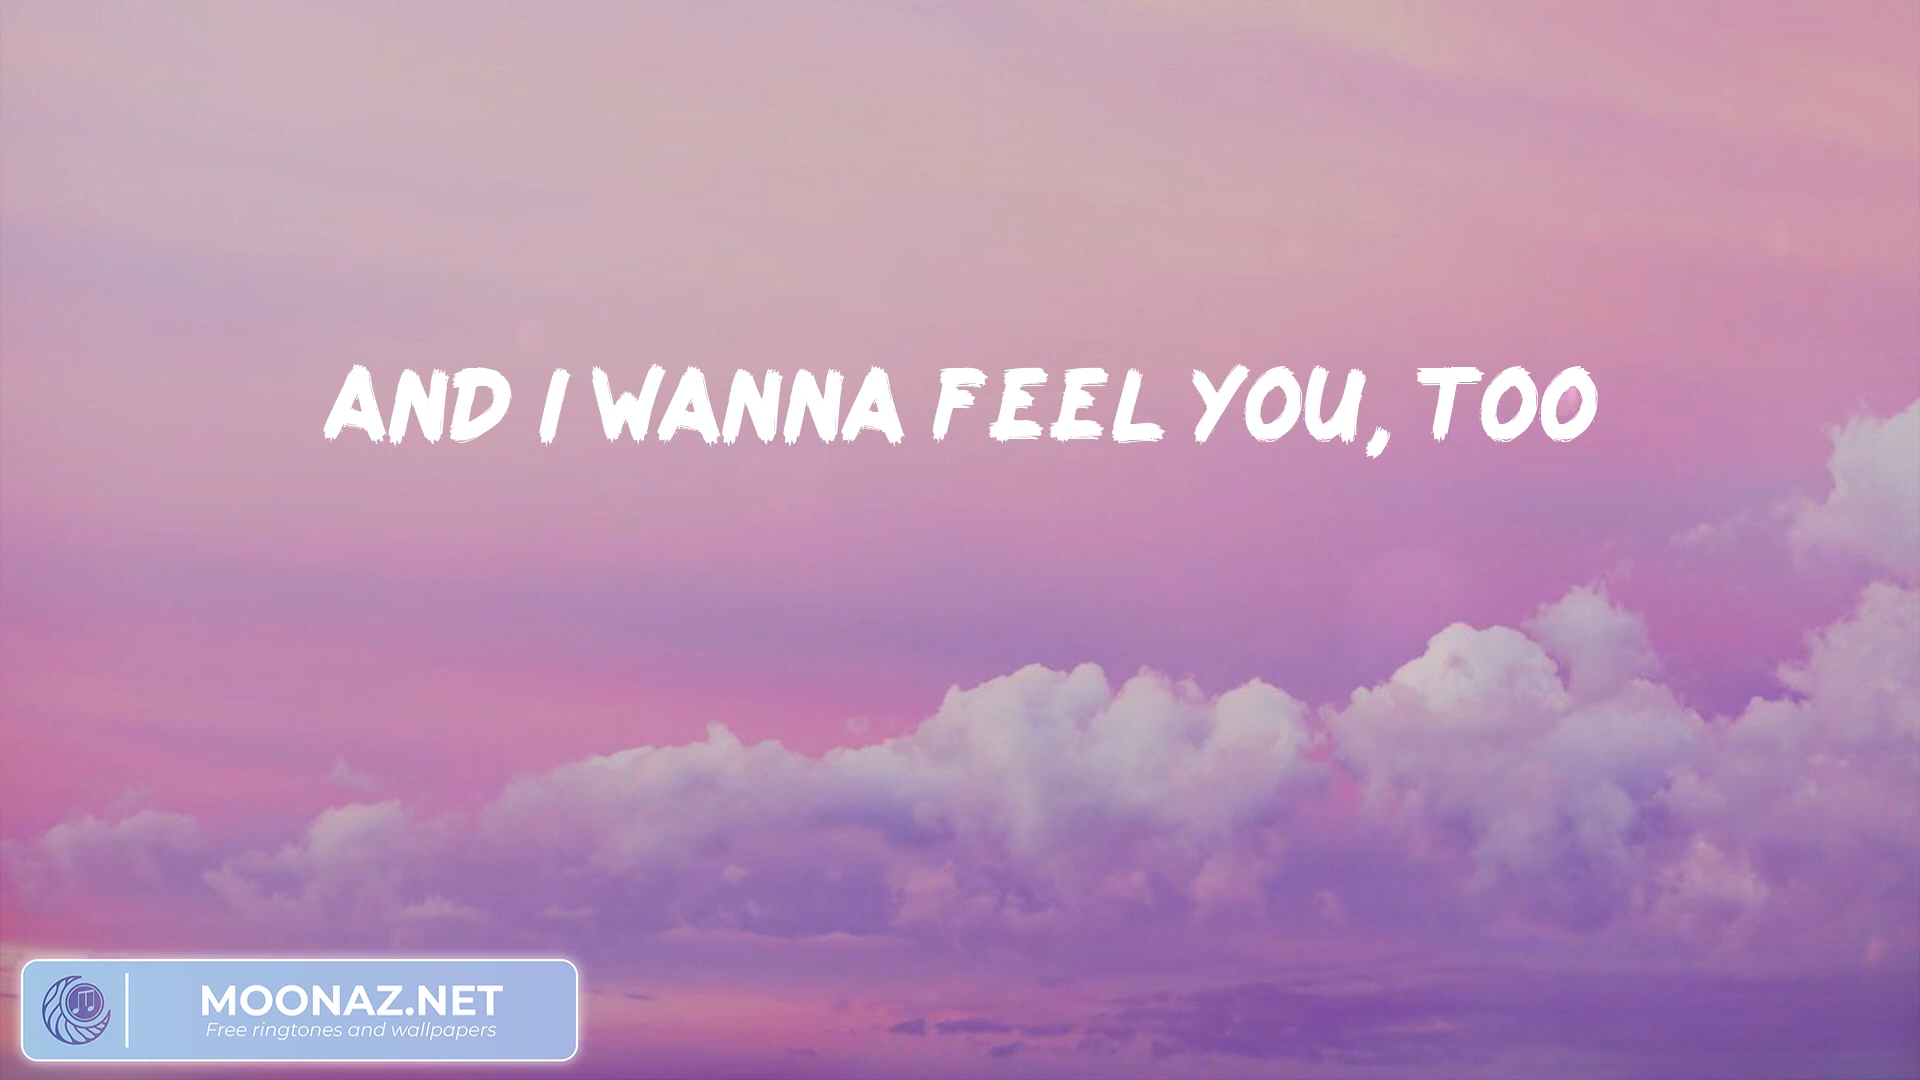 AND I WANNA FEEL YOU, TOO
MOONAZ.NET
Free ringtones and wallpapers